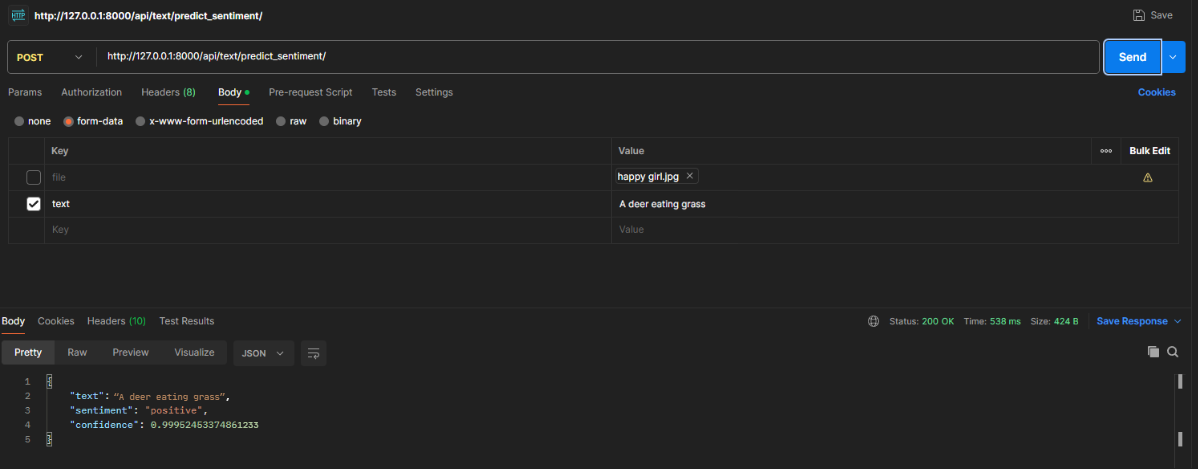 HTTP http://127.0.0.1:8000/api/text/predict_sentiment/ Save
POST http://127.0.0.1:8000/api/text/predict_sentiment/ Send
Params Authorization Headers (8) Body Pre-request Script Tests Settings Cookies
none form-data x-www-form-urlencoded raw binary
Key Value Bulk Edit
file happy girl.jpg
text A deer eating grass
Key Value
Body Cookies Headers (10) Test Results Status: 200 OK Time: 538 ms Size: 424 B Save Response
Pretty Raw Preview Visualize JSON
1 {
2 "text": “A deer eating grass”,
3 "sentiment": "positive",
4 "confidence": 0.99952453374861233
5 }